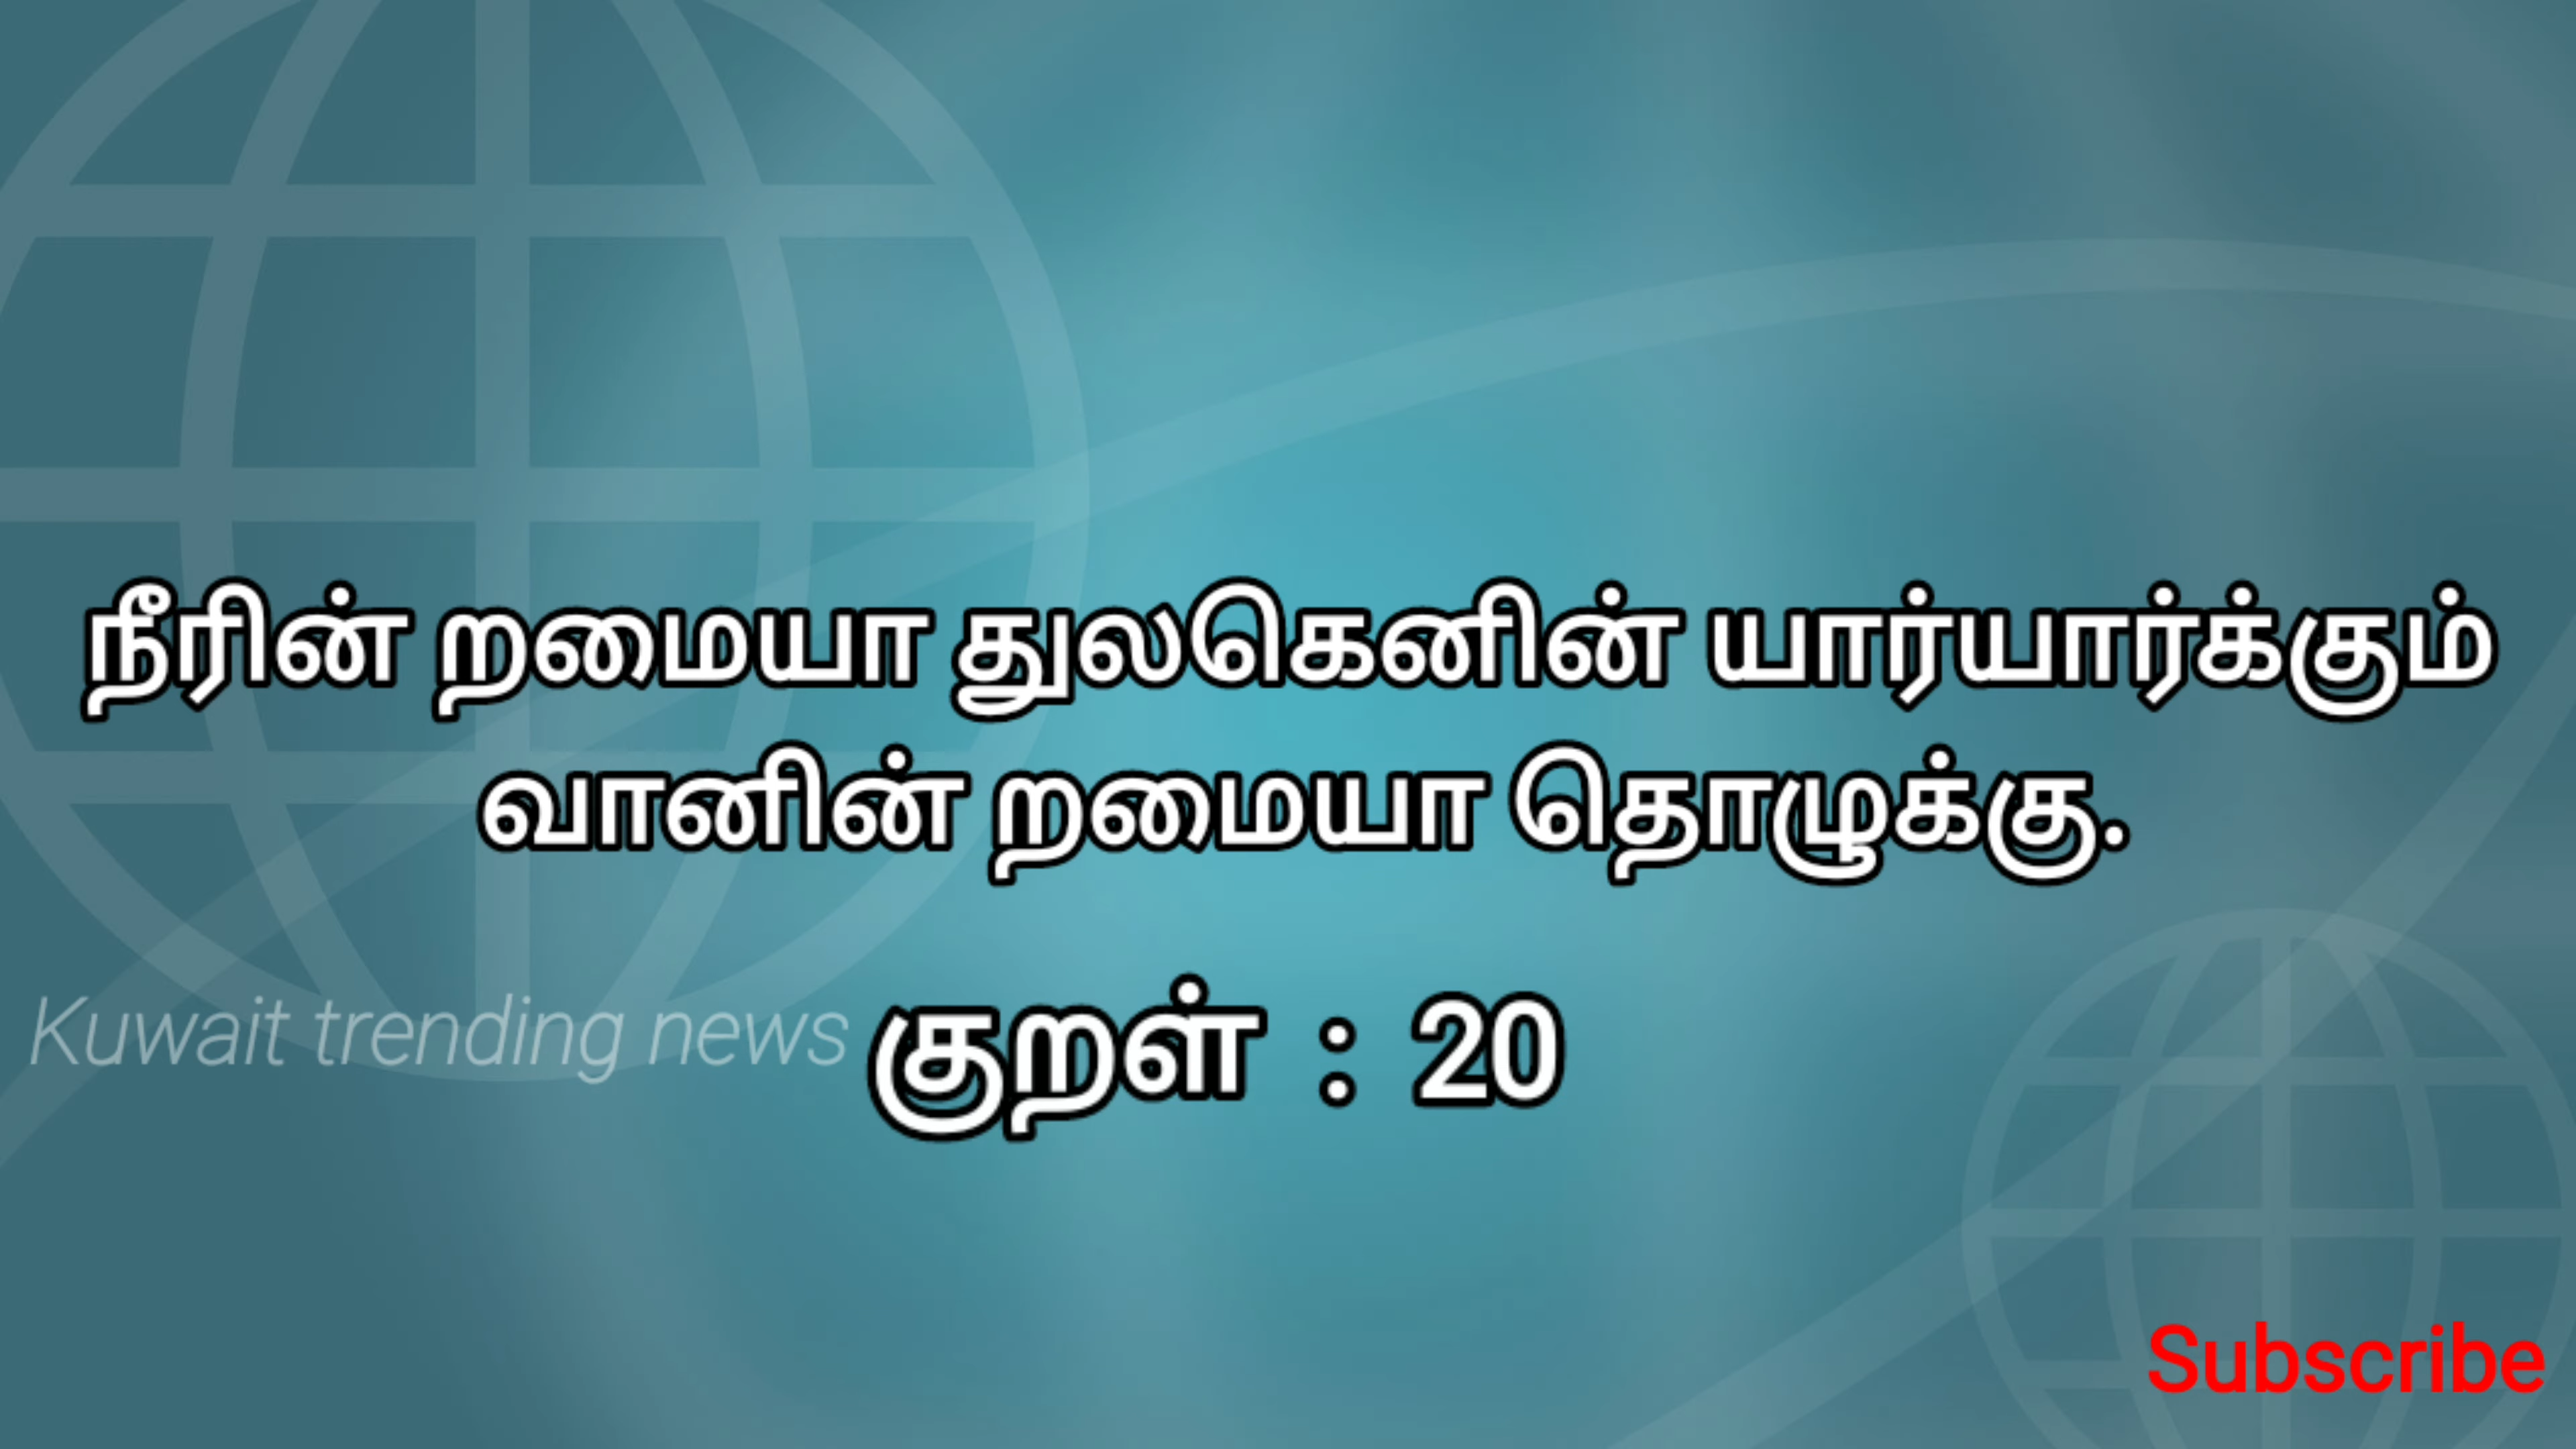 நீரின் றமையா துலகெனின் யார்யார்க்கும்
வானின் றமையா தொழுக்கு.
Kuwait trending news
குறள் : 20
Subscribe